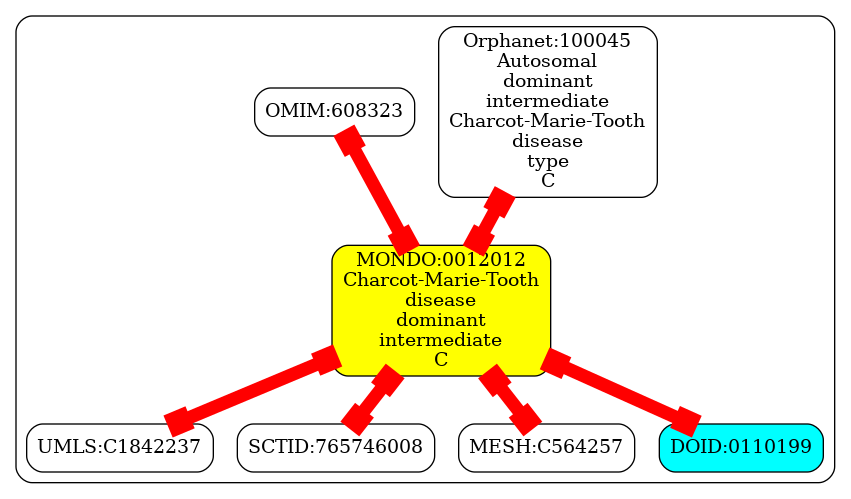 Orphanet:100045
Autosomal
dominant
intermediate
Charcot-Marie-Tooth
disease
type
C
OMIM:608323
MONDO:0012012
Charcot-Marie-Tooth
disease
dominant
intermediate
C
UMLS:C1842237
SCTID:765746008
MESH:C564257
DOID:0110199